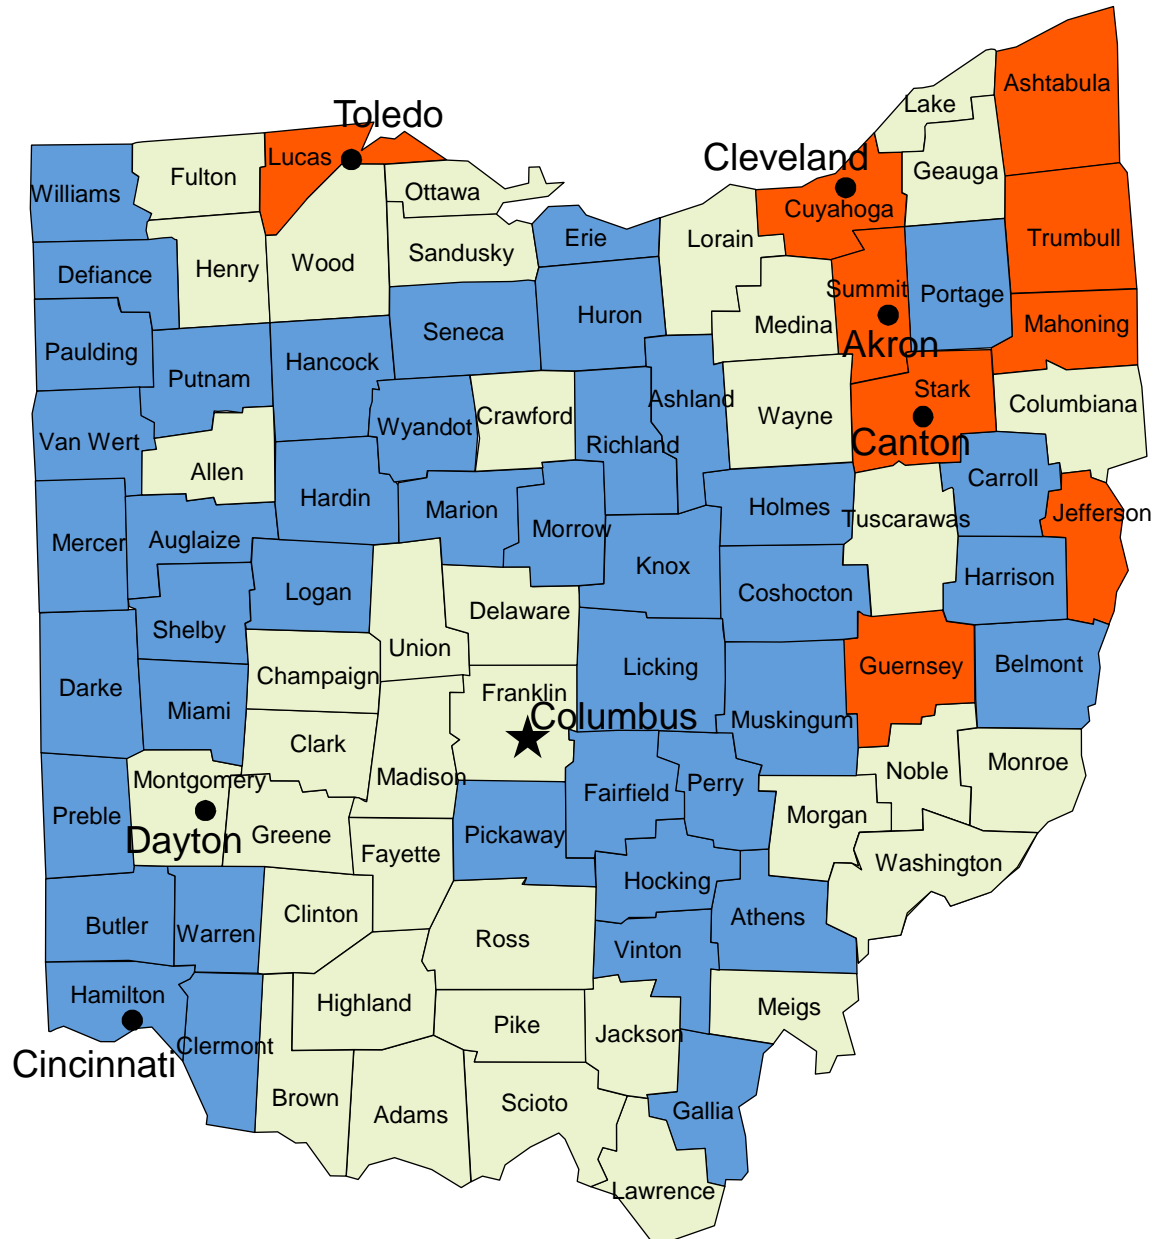 Ashtabula
Lake
Toledo
Cleveland
Lucas
Geauga
Fulton
Williams
Ottawa
Cuyahoga
Erie
Lorain
Trumbull
Sandusky
Wood
Henry
Defiance
Summit
Portage
Huron
Medina
Mahoning
Seneca
Akron
Paulding
Hancock
Putnam
Stark
Ashland
Columbiana
Crawford
Wayne
Wyandot
Van Wert
Richland
Canton
Allen
Carroll
Hardin
Marion
Holmes
Jefferson
Tuscarawas
Morrow
Mercer
Auglaize
Knox
Harrison
Logan
Coshocton
Delaware
Shelby
Union
Licking
Guernsey
Belmont
Champaign
Darke
Franklin
Miami
Columbus
Muskingum
Clark
Monroe
Noble
Madison
Montgomery
Perry
Fairfield
Preble
Morgan
Greene
Pickaway
Dayton
Fayette
Washington
Hocking
Clinton
Athens
Butler
Warren
Ross
Vinton
Hamilton
Highland
Meigs
Pike
Jackson
Clermont
Cincinnati
Brown
Scioto
Gallia
Adams
Lawrence